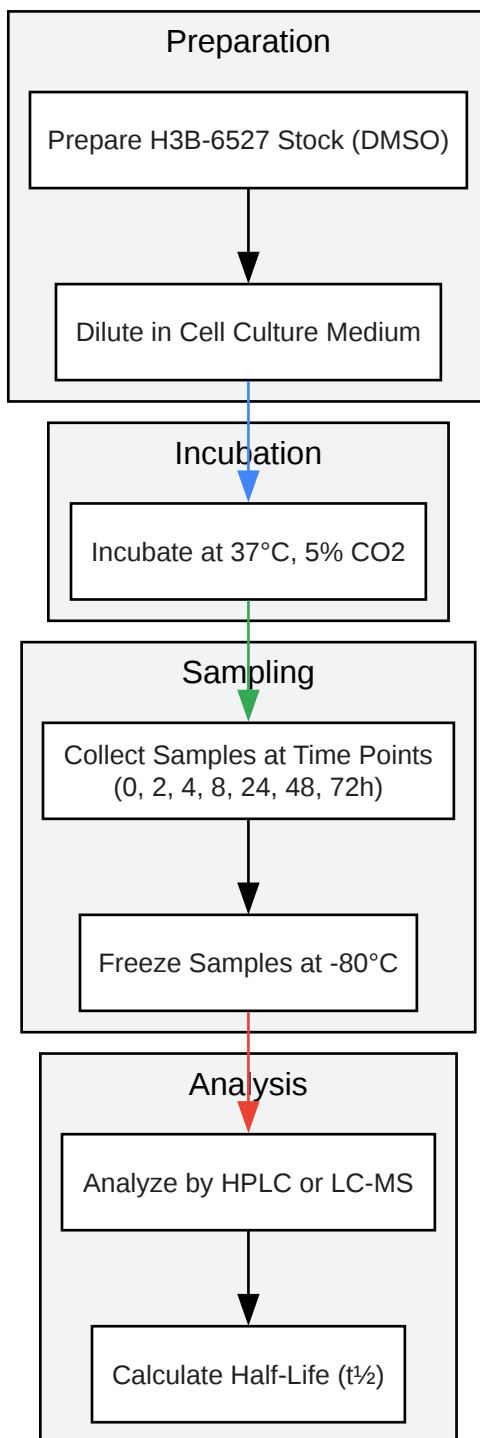 Preparation
Prepare H3B-6527 Stock (DMSO)
Dilute in Cell Culture Medium
Incubation
Incubate at 37°C, 5% CO2
Sampling
Collect Samples at Time Points
(0, 2, 4, 8, 24, 48, 72h)
Freeze Samples at -80°C
Analysis
Analyze by HPLC or LC-MS
Calculate Half-Life (t½)